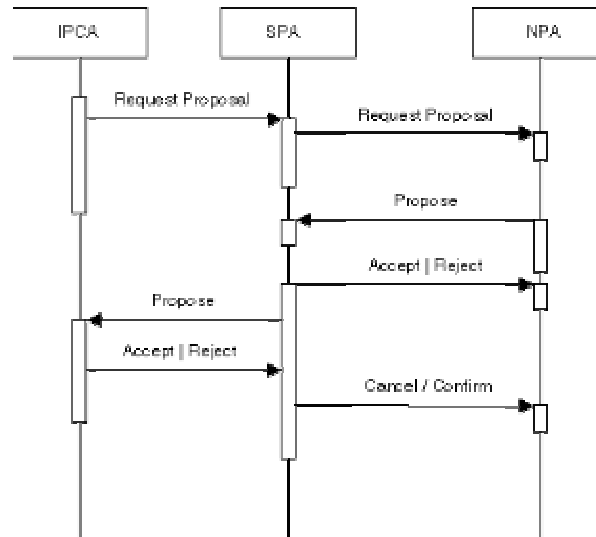 IPCA
SPA
NPA
Request Proposal
Request Proposal
Propose
Accept | Reject
Propose
Accept | Reject
Cancel / Confirm